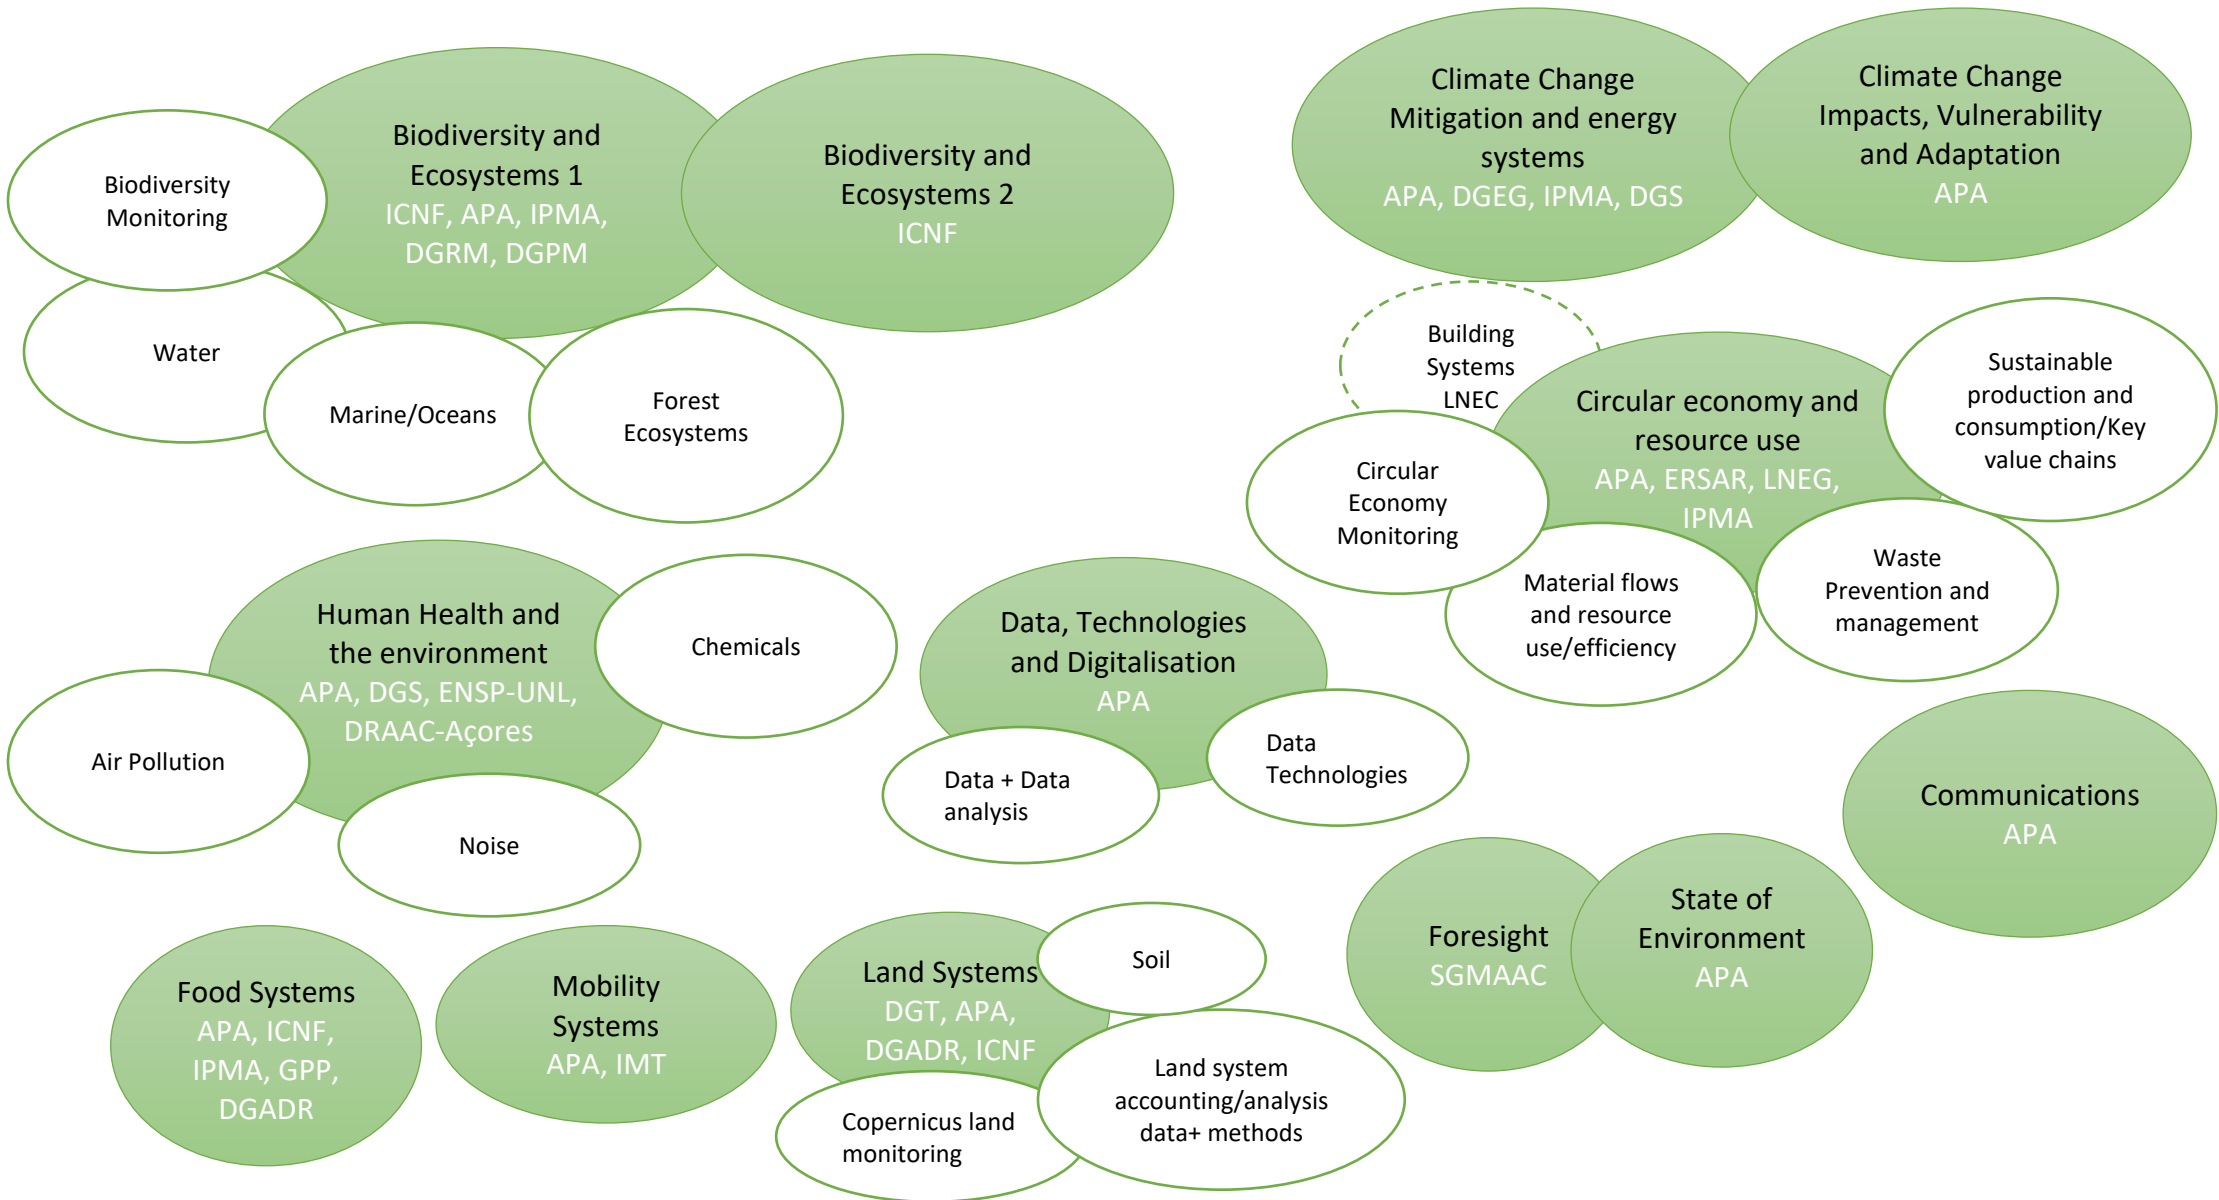 Biodiversity and
Ecosystems 1
ICNF, APA, IPMA,
DGRM, DGPM
Biodiversity and
Ecosystems 2
ICNF
Biodiversity
Monitoring
Water
Marine/Oceans
Forest
Ecosystems
Climate Change
Mitigation and energy
systems
APA, DGEG, IPMA, DGS
Climate Change
Impacts, Vulnerability
and Adaptation
APA
Building
Systems
LNEC
Circular economy and
resource use
APA, ERSAR, LNEG,
IPMA
Sustainable
production and
consumption/Key
value chains
Circular
Economy
Monitoring
Material flows
and resource
use/efficiency
Waste
Prevention and
management
Human Health and
the environment
APA, DGS, ENSP-UNL,
DRAAC-Açores
Chemicals
Air Pollution
Noise
Data, Technologies
and Digitalisation
APA
Data + Data
analysis
Data
Technologies
Communications
APA
Foresight
SGMAAC
State of
Environment
APA
Food Systems
APA, ICNF,
IPMA, GPP,
DGADR
Mobility
Systems
APA, IMT
Land Systems
DGT, APA,
DGADR, ICNF
Soil
Copernicus land
monitoring
Land system
accounting/analysis
data+ methods